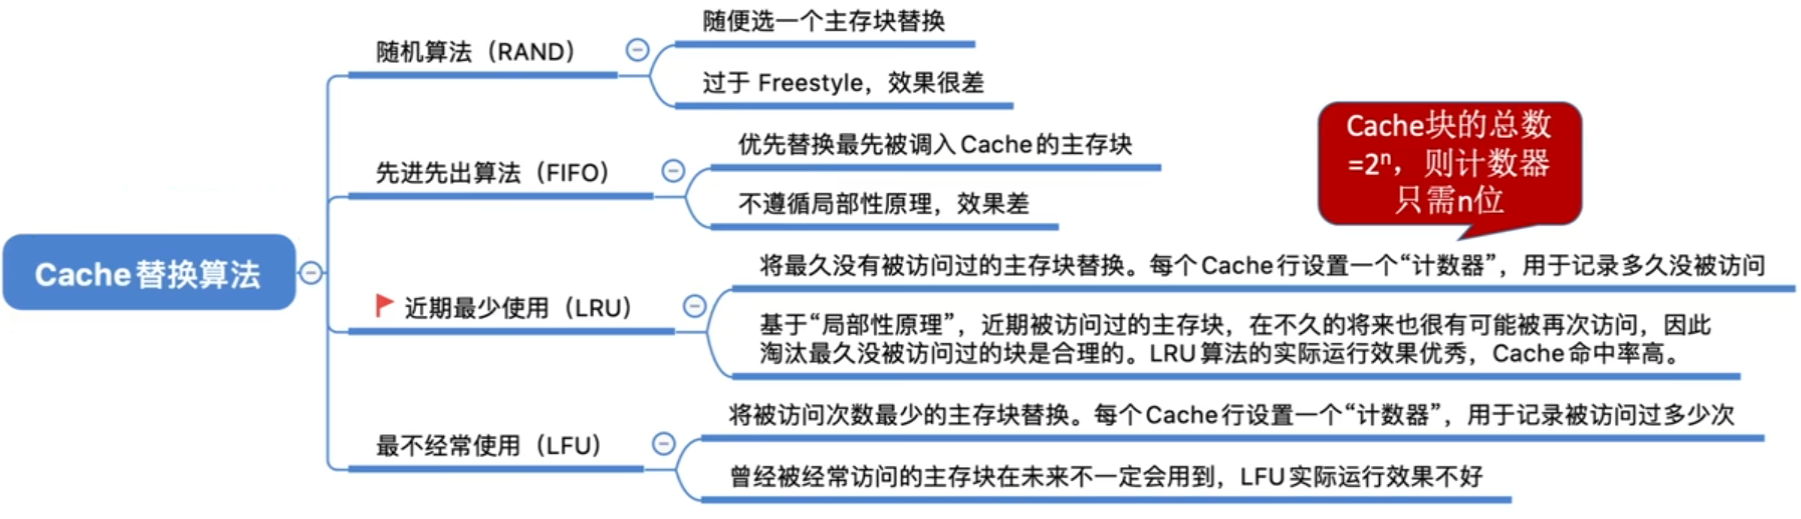 Cache替换算法
随机算法（RAND）
随便选一个主存块替换
过于 Freestyle，效果很差
先进先出算法（FIFO）
优先替换最先被调入Cache的主存块
不遵循局部性原理，效果差
Cache块的总数
=2ⁿ，则计数器
只需n位
近期最少使用（LRU）
将最久没有被访问过的主存块替换。每个Cache行设置一个“计数器”，用于记录多久没被访问
基于“局部性原理”，近期被访问过的主存块，在不久的将来也很有可能被再次访问，因此
淘汰最久没被访问过的块是合理的。LRU算法的实际运行效果优秀，Cache命中率高。
最不经常使用（LFU）
将被访问次数最少的主存块替换。每个Cache行设置一个“计数器”，用于记录被访问过多少次
曾经被经常访问的主存块在未来不一定会用到，LFU实际运行效果不好